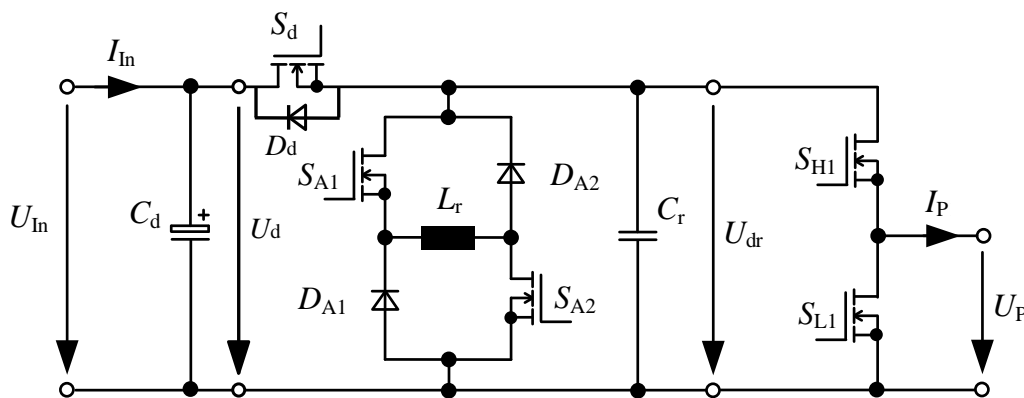 S_d
I_In
D_d
S_A1
D_A2
S_H1
L_r
C_r
I_P
U_In
C_d
U_d
U_dr
D_A1
S_A2
S_L1
U_P
+